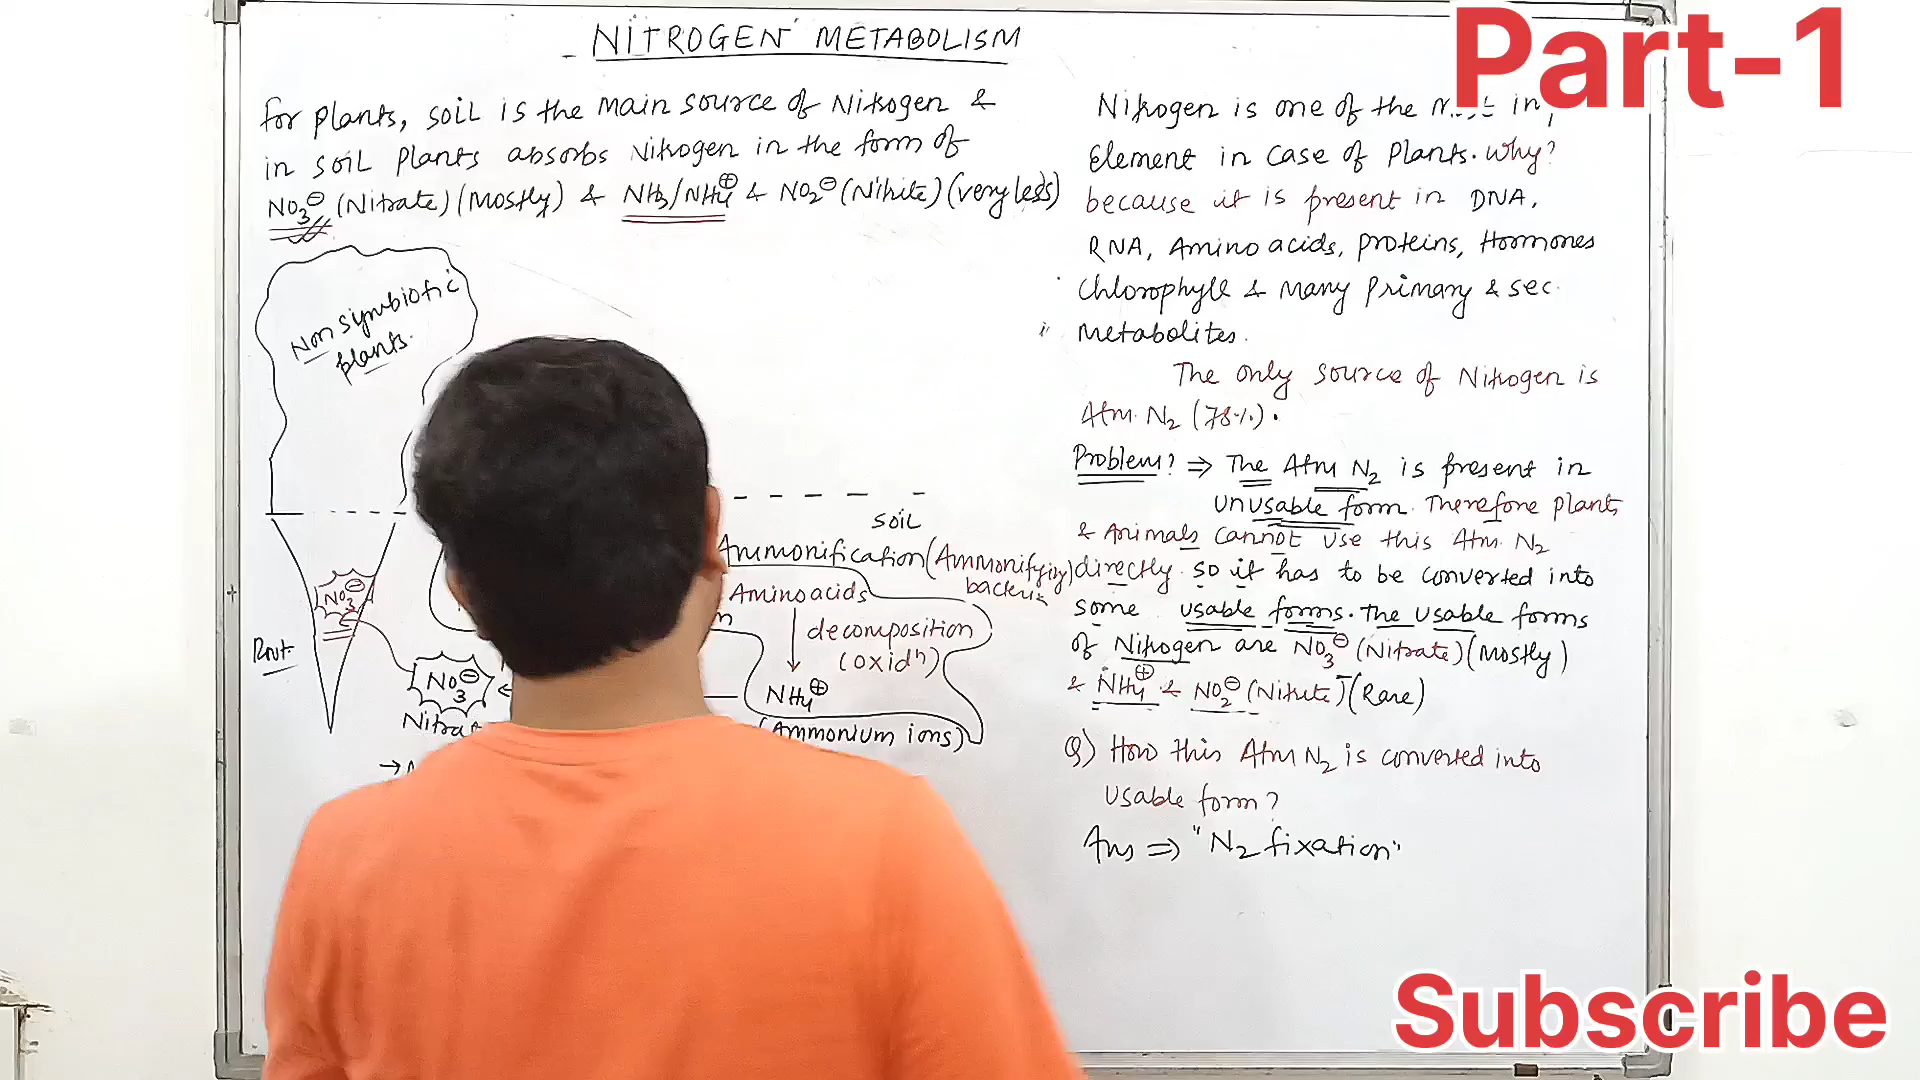 NITROGEN METABOLISM
Part-1
For plants, soil is the main source of Nitrogen &
in soil plants absorbs Nitrogen in the form of
NO3⊖ (Nitrate) (Mostly) & NH3/NH4⊕ & NO2⊖ (Nitrite) (very less)
Non symbiotic
plants.
NO3⊖
Root
NO3⊖
soil
Ammonification (Ammonifying
bacteria)
Aminoacids
decomposition
(oxidⁿ)
NH4⊕
(Ammonium ions)
Nitrogen is one of the
Element in case of plants. Why?
because it is present in DNA,
RNA, Amino acids, proteins, Hormones
Chlorophyll & many primary & sec.
metabolites.
The only source of Nitrogen is
Atm. N2 (78%).
Problem? ⇒ The Atm N2 is present in
unusable form. Therefore plants
& Animals cannot use this Atm. N2
directly. so it has to be converted into
some usable forms. The usable forms
of Nitrogen are NO3⊖ (Nitrate) (mostly)
& NH4⊕ & NO2⊖ (Nitrite) (Rare)
Q) How this Atm N2 is converted into
usable form?
Ans ⇒ "N2 fixation"
Subscribe